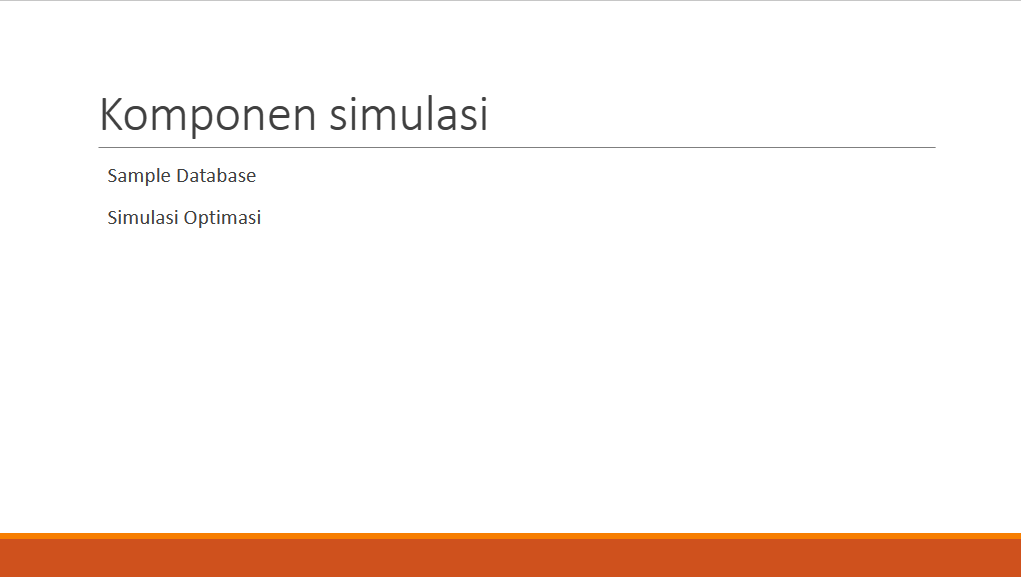 Komponen simulasi
Sample Database
Simulasi Optimasi